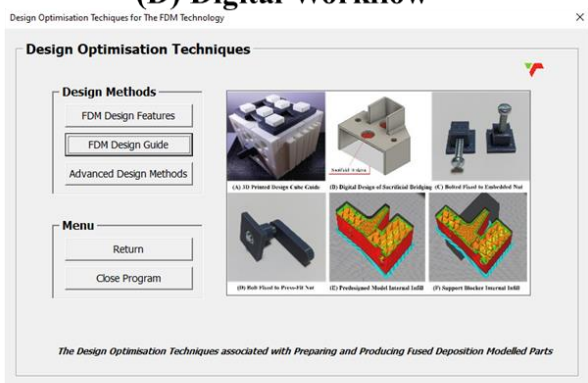 (D) Digital Workflow
Design Optimisation Techiques for The FDM Technology
Design Optimisation Techniques
Design Methods
FDM Design Features
FDM Design Guide
Advanced Design Methods
(A) 3D Printed Design Cube Guide (B) Digital Design of Sacrificial Bridging (C) Bolted Fixed to Embedded Nut
Menu
Return
Close Program
(D) Bolt Fixed to Press-Fit Nut (E) Predesigned Model Internal Infill (F) Support Blocker Internal Infill
The Design Optimisation Techniques associated with Preparing and Producing Fused Deposition Modelled Parts